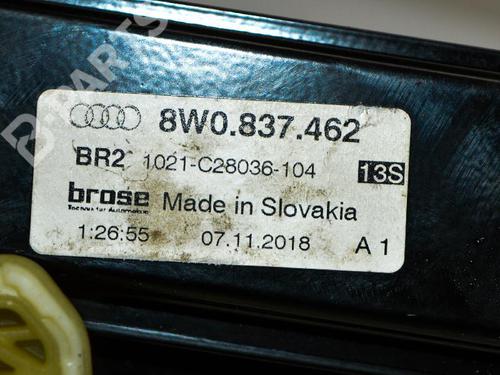 8W0.837.462
BR2 1021-C28036-104 13S
brose Made in Slovakia
1:26:55 07.11.2018 A 1